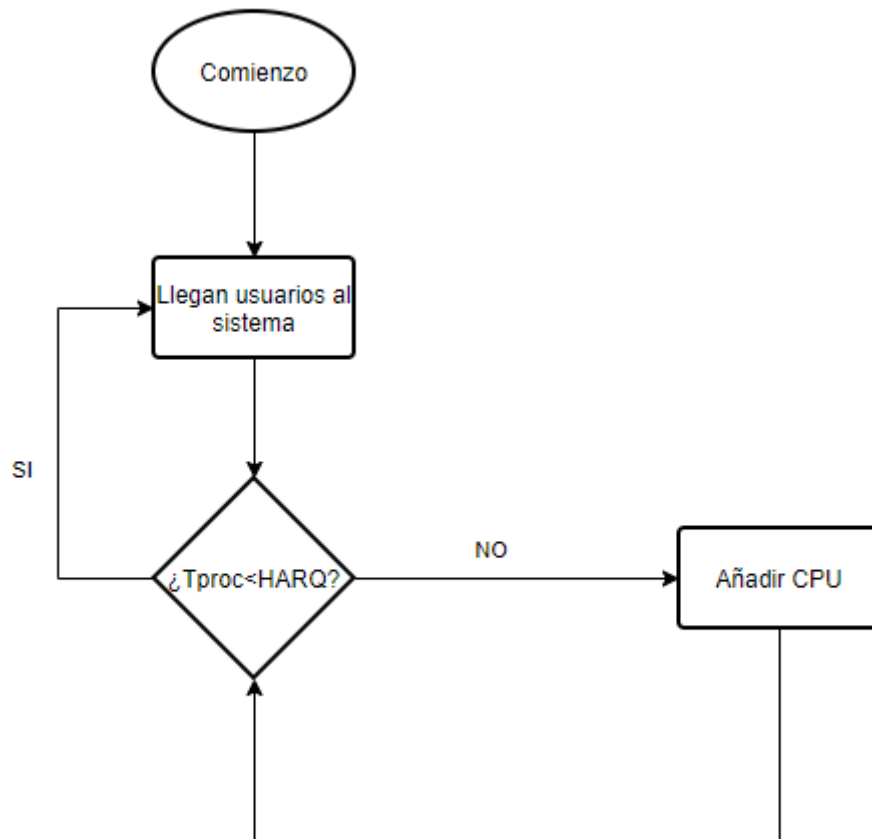 Comienzo
Llegan usuarios al
sistema
SI
¿Tproc<HARQ?
NO
Añadir CPU